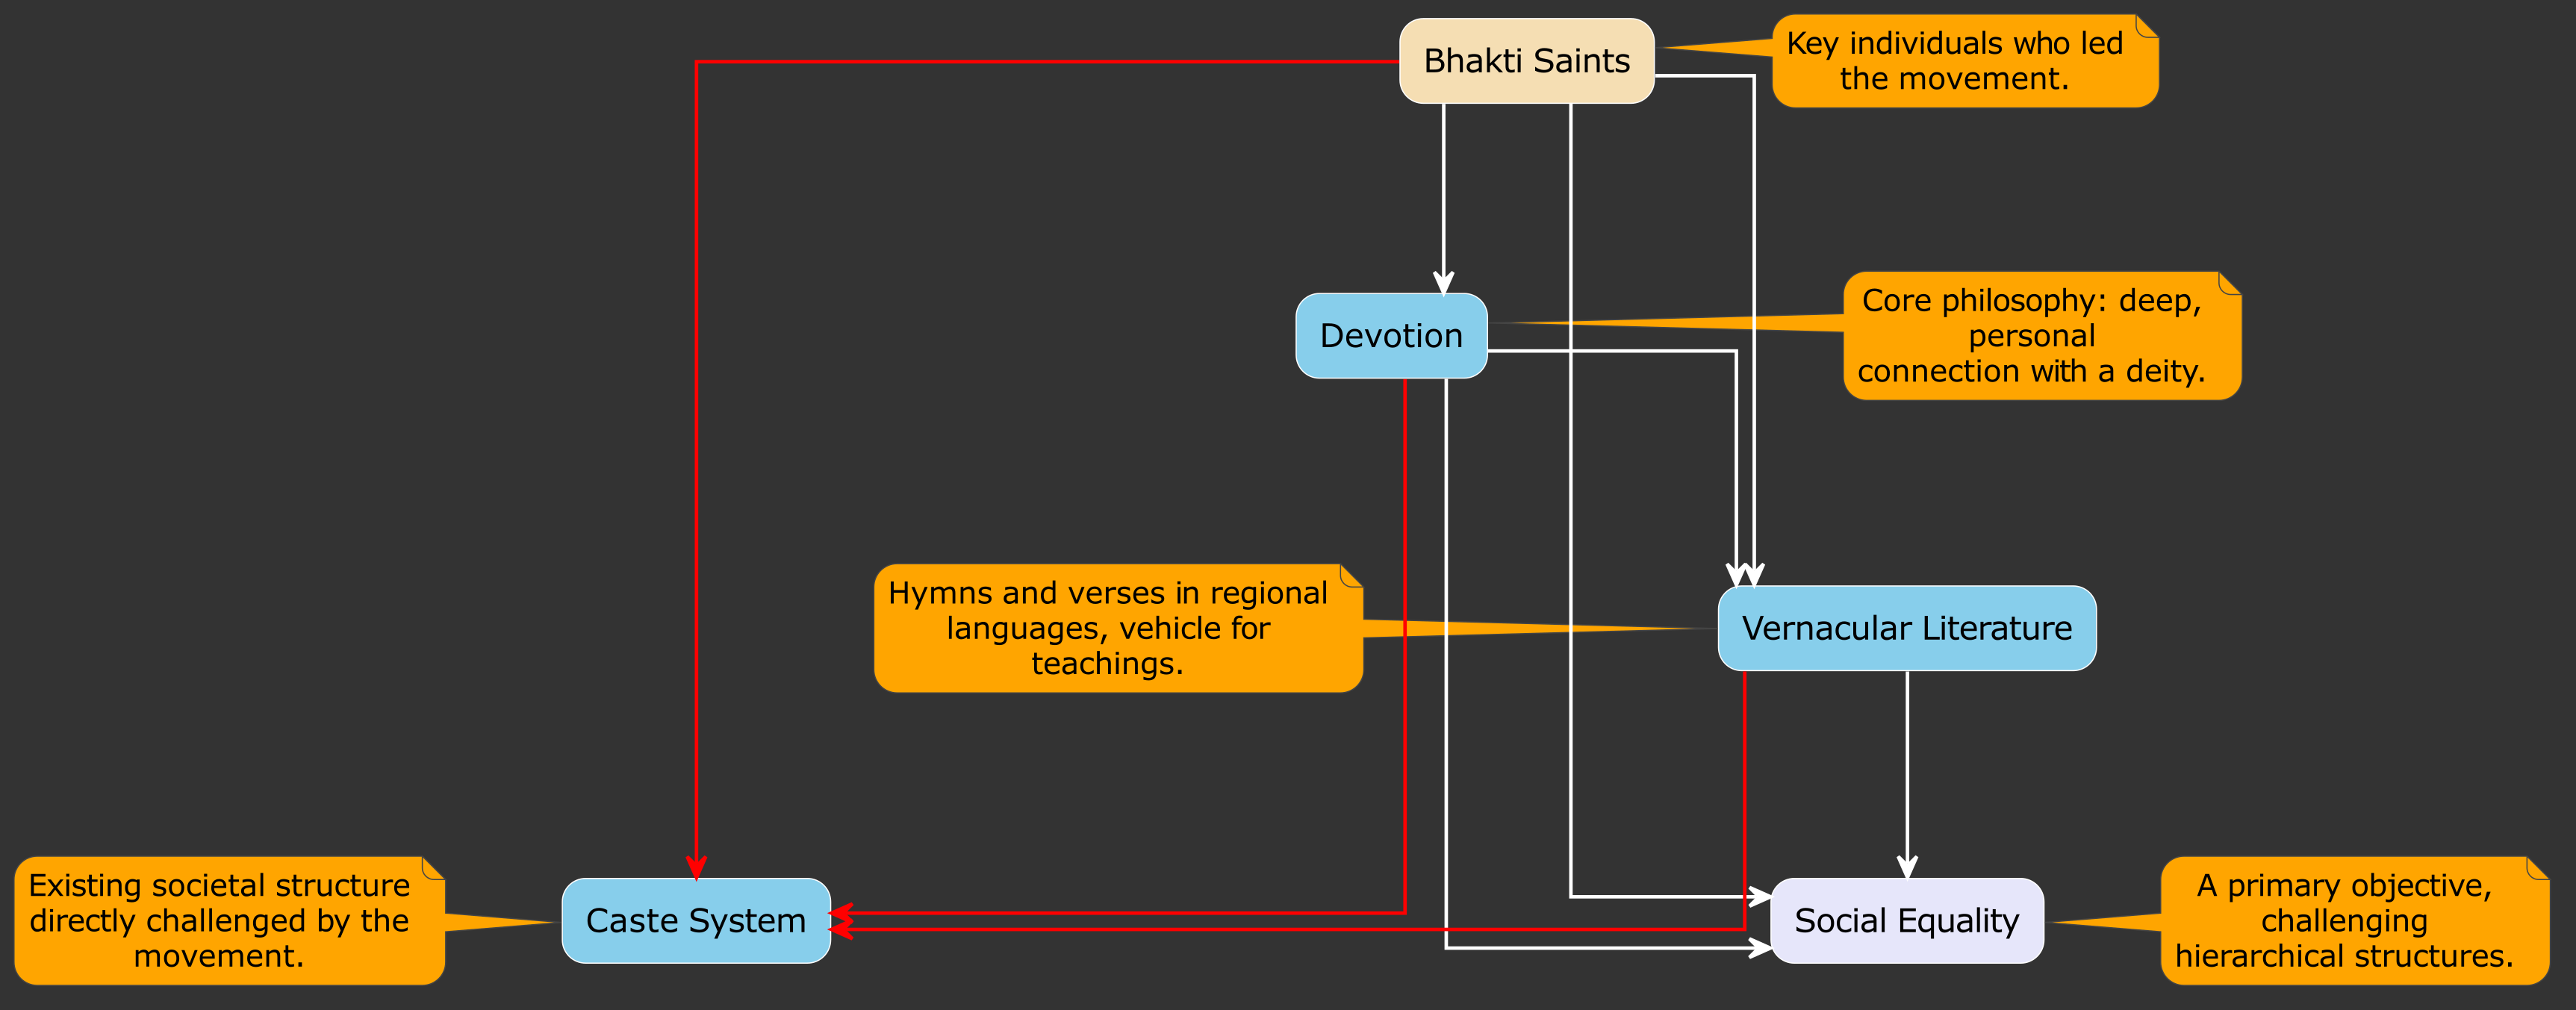 Bhakti Saints
Key individuals who led
the movement.
Devotion
Core philosophy: deep,
personal
connection with a deity.
Hymns and verses in regional
languages, vehicle for
teachings.
Vernacular Literature
Existing societal structure
directly challenged by the
movement.
Caste System
Social Equality
A primary objective,
challenging
hierarchical structures.